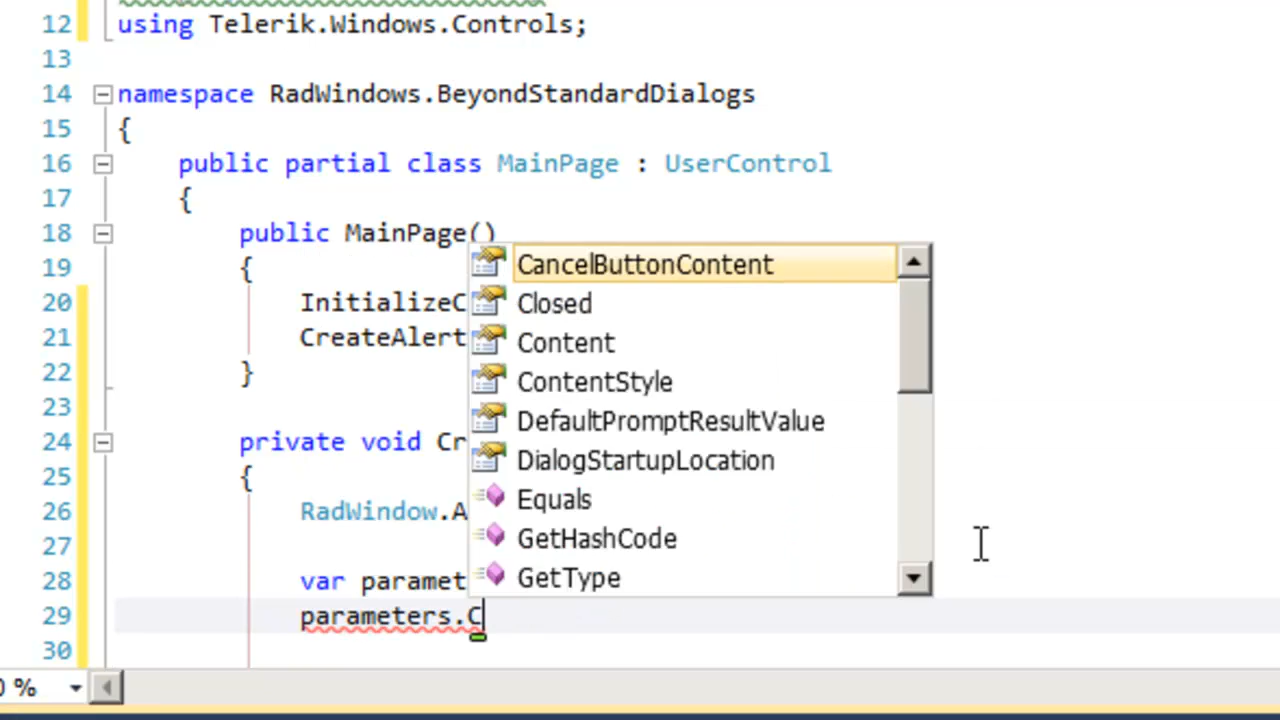 12 using Telerik.Windows.Controls;
13
14 namespace RadWindows.BeyondStandardDialogs
15 {
16 public partial class MainPage : UserControl
17 {
18 public MainPage()
19 {
20 InitializeC
21 CreateAlert
22 }
23
24 private void Cr
25 {
26 RadWindow.A
27
28 var paramet
29 parameters.C
30
CancelButtonContent
Closed
Content
ContentStyle
DefaultPromptResultValue
DialogStartupLocation
Equals
GetHashCode
GetType
0 %